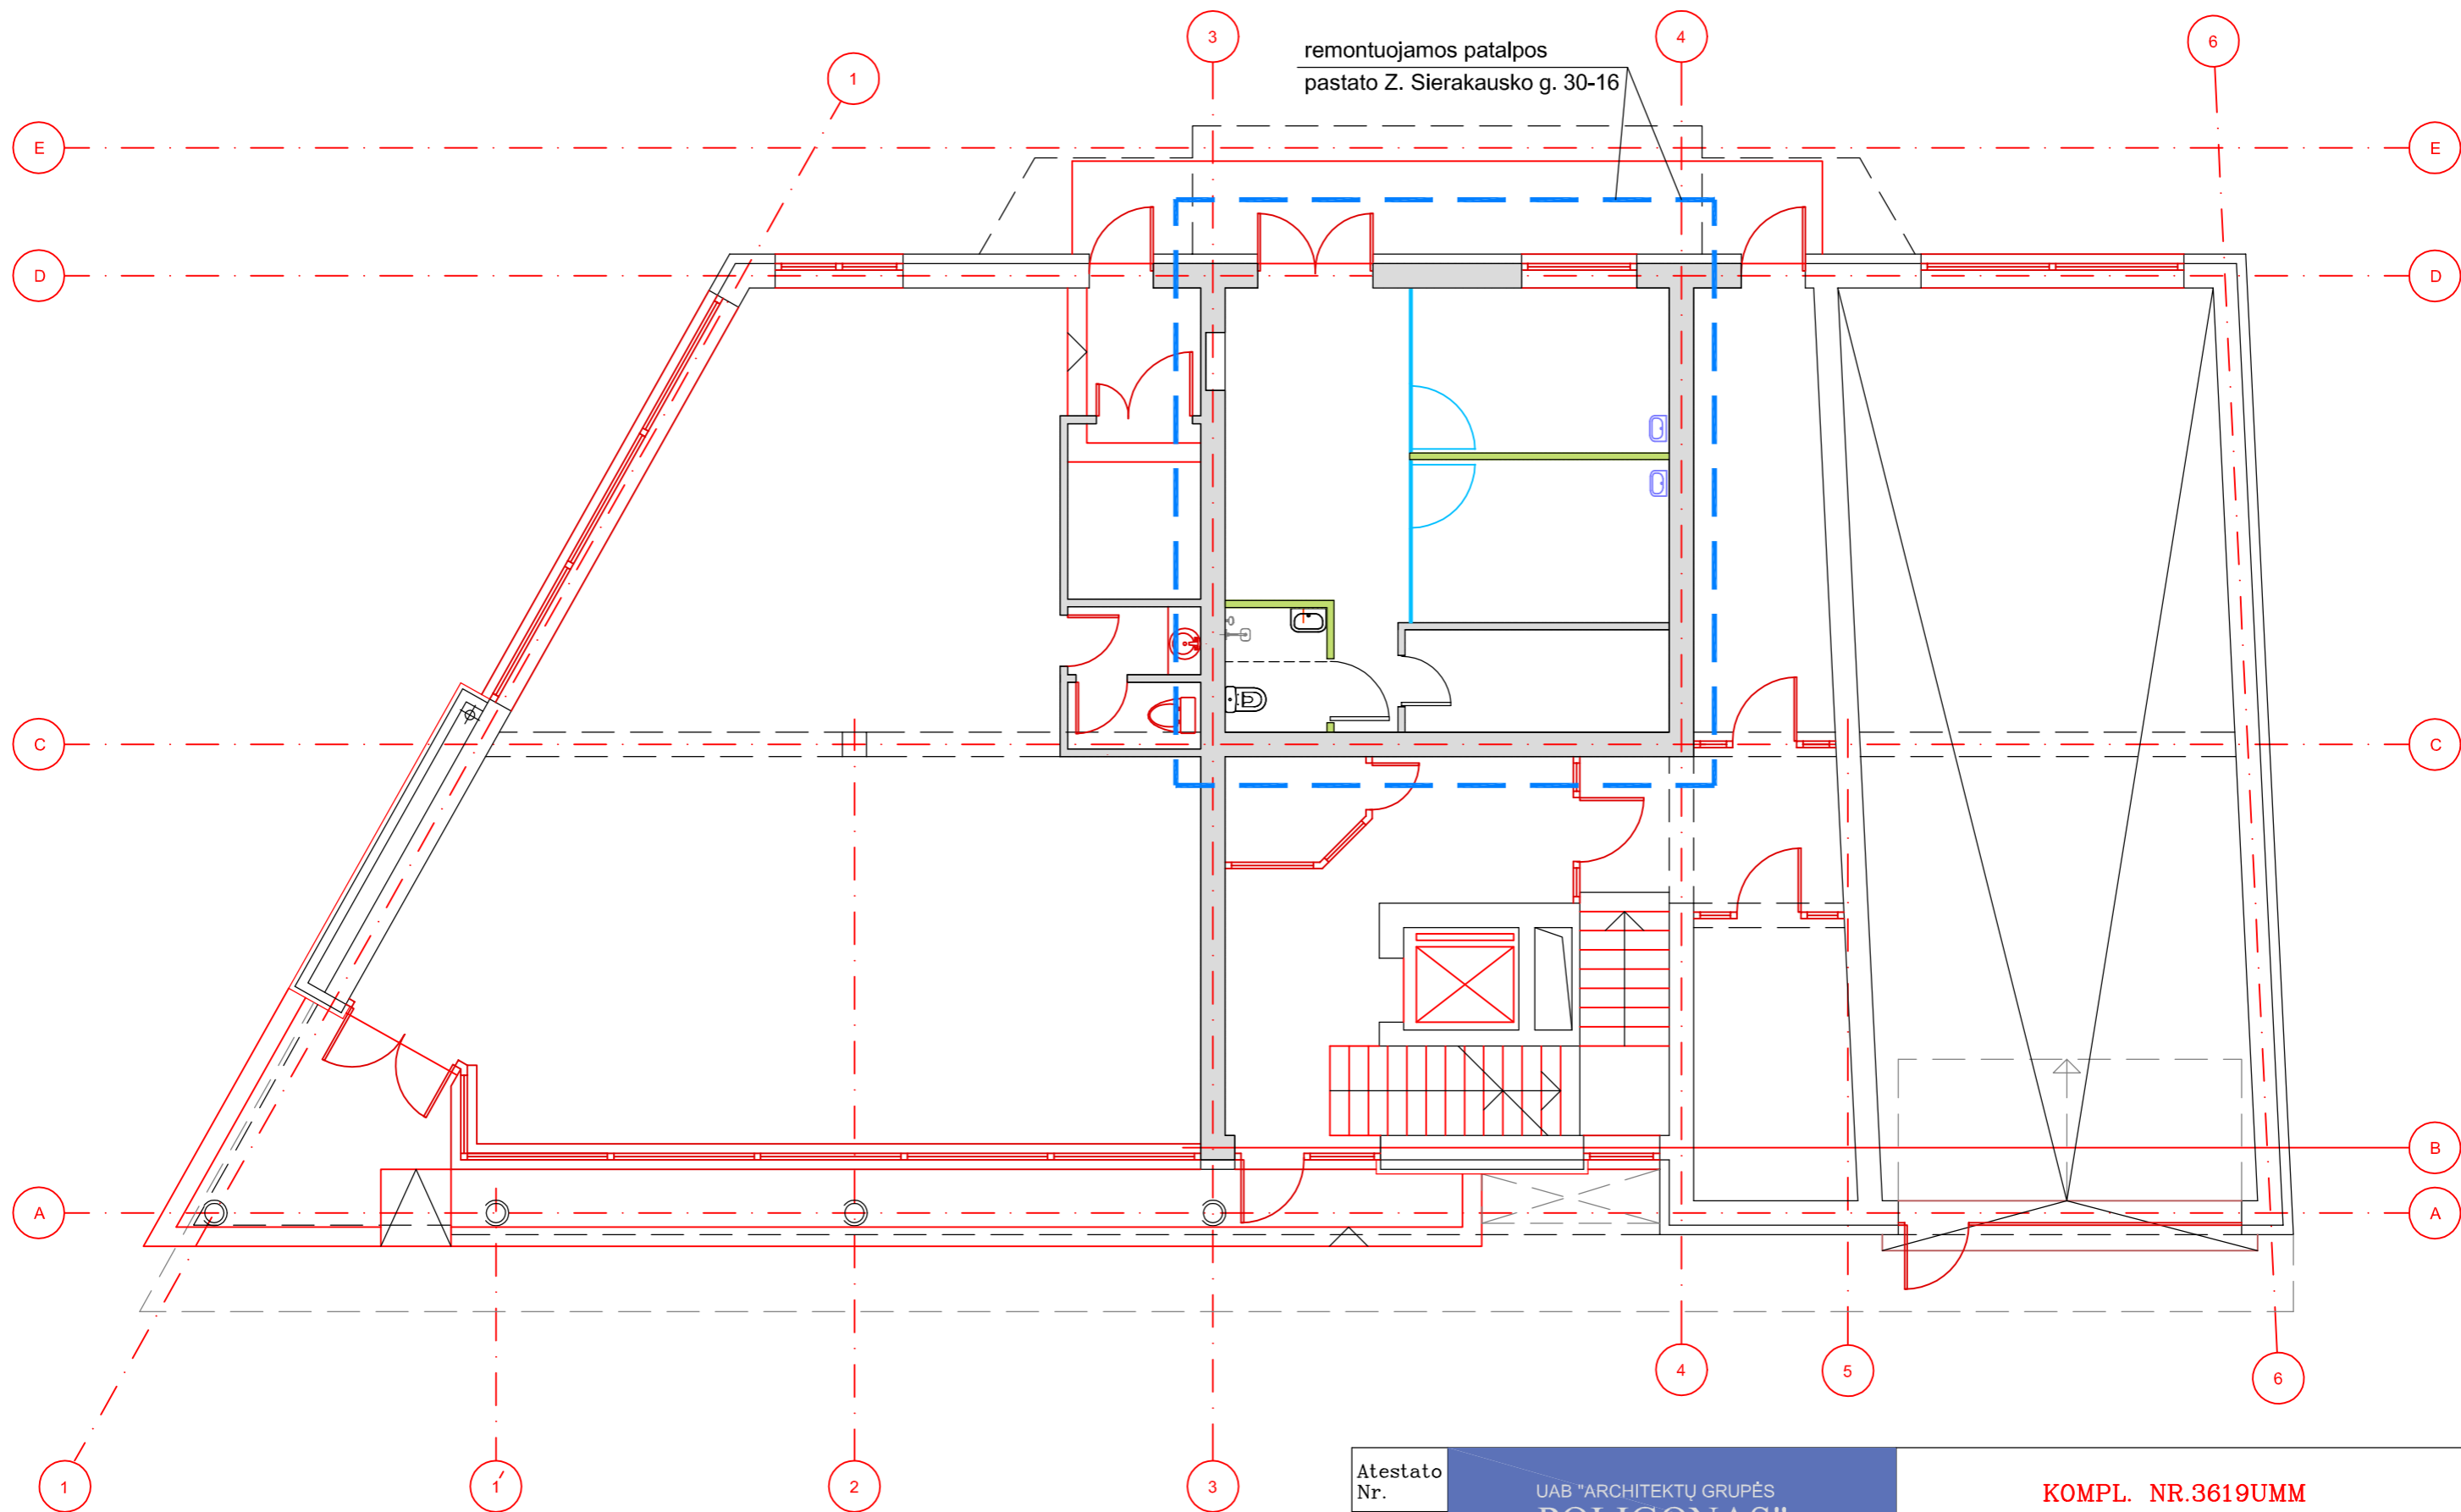 3
4
6
1
remontuojamos patalpos
pastato Z. Sierakausko g. 30-16
E
E
D
D
C
C
B
A
A
4
5
6
1
1'
2
3
Atestato
Nr.
UAB "ARCHITEKTŲ GRUPĖS
POLIGONAS"
KOMPL. NR.3619UMM